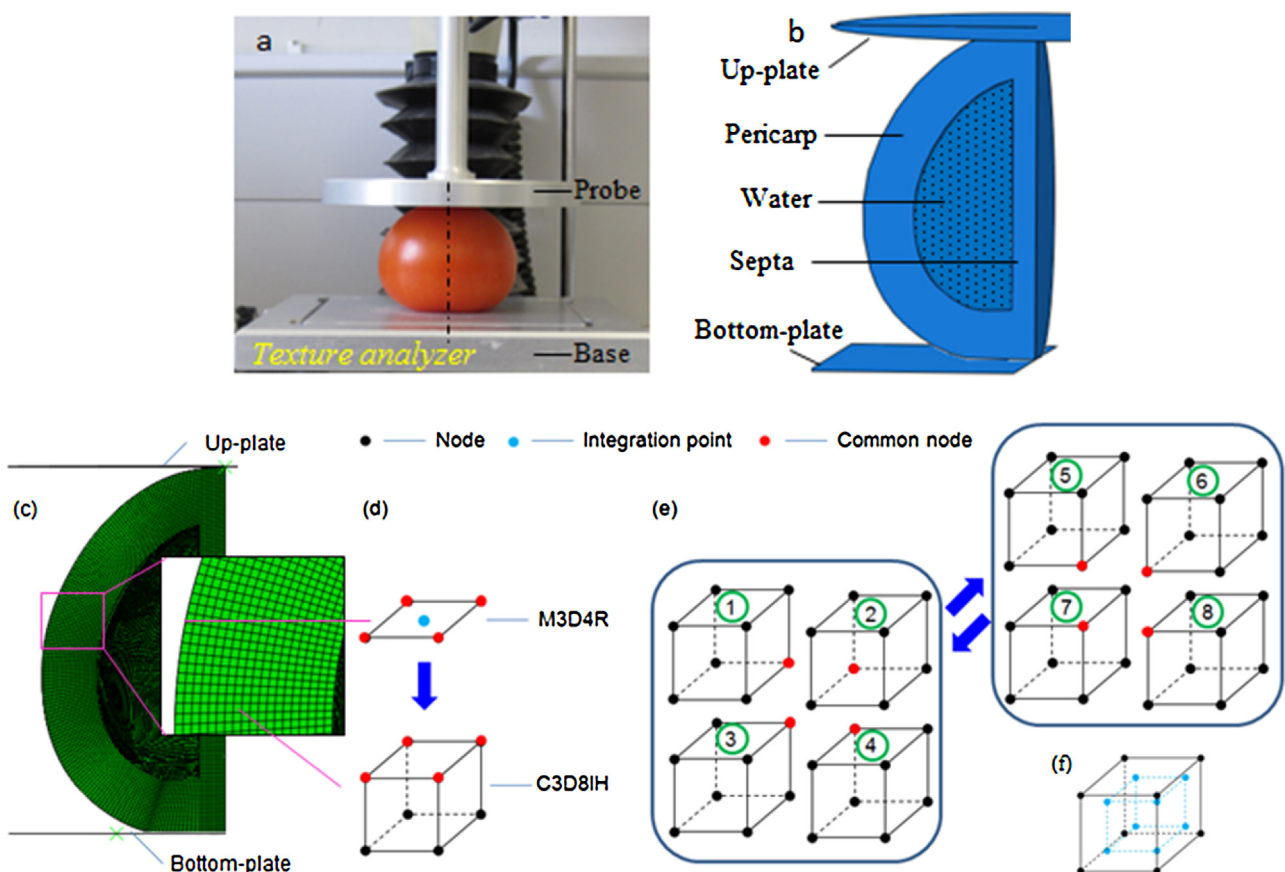 a
Probe
Texture analyzer
Base
b
Up-plate
Pericarp
Water
Septa
Bottom-plate
Node
Integration point
Common node
Up-plate
(c)
Bottom-plate
(d)
M3D4R
C3D8IH
(e)
1
2
3
4
5
6
7
8
(f)